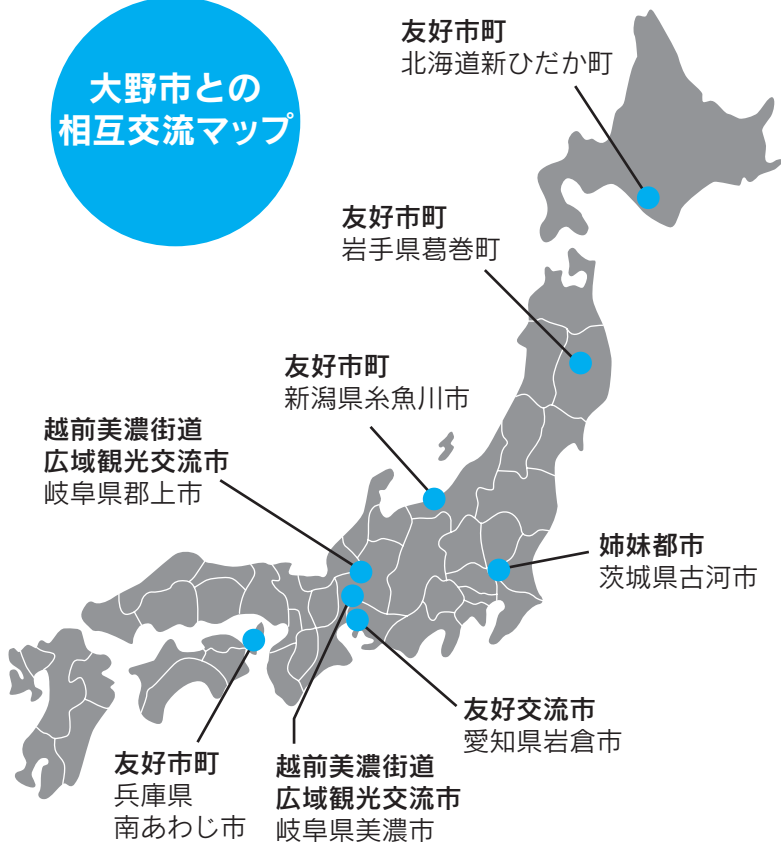 大野市との
相互交流マップ
友好市町
北海道新ひだか町
友好市町
岩手県葛巻町
友好市町
新潟県糸魚川市
越前美濃街道
広域観光交流市
岐阜県郡上市
姉妹都市
茨城県古河市
友好交流市
愛知県岩倉市
友好市町
兵庫県
南あわじ市
越前美濃街道
広域観光交流市
岐阜県美濃市